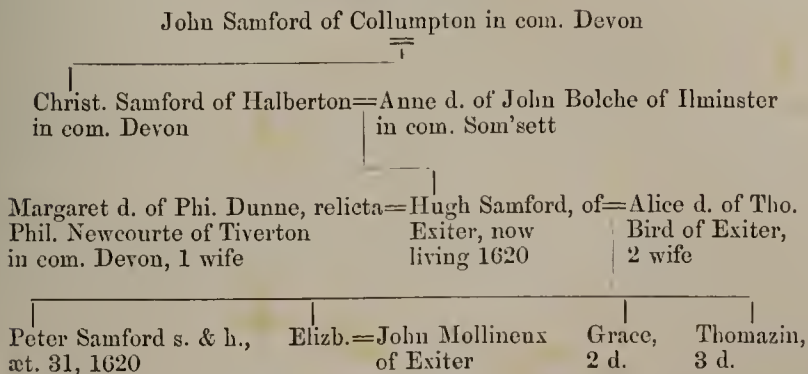 John Samford of Collumpton in com. Devon
Christ. Samford of Halberton=Anne d. of John Bolche of Ilminster
in com. Devon in com. Som'sett
Margaret d. of Phi. Dunne, relicta=Hugh Samford, of=Alice d. of Tho.
Phil. Newcourte of Tiverton Exiter, now Bird of Exiter,
in com. Devon, 1 wife living 1620 2 wife
Peter Samford s. & h., Elizb.=John Mollineux Grace, Thomazin,
æt. 31, 1620 of Exiter 2 d. 3 d.